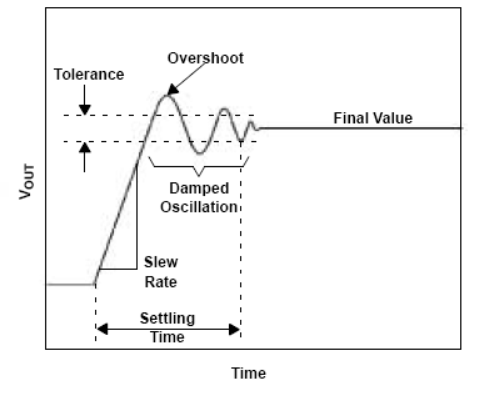 Overshoot
Tolerance
Final Value
VOUT
Damped
Oscillation
Slew
Rate
Settling
Time
Time